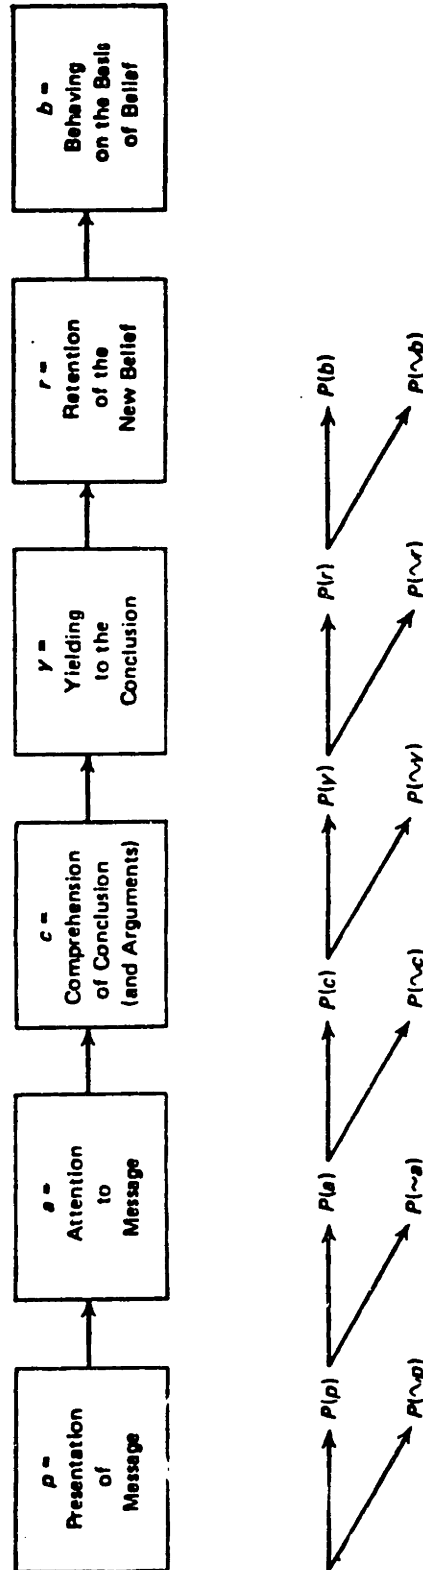 p =
Presentation
of
Message
a =
Attention
to
Message
c =
Comprehension
of Conclusion
(and Arguments)
y =
Yielding
to the
Conclusion
r =
Retention
of the
New Belief
b =
Behaving
on the Basis
of Belief
P(p)
P(a)
P(c)
P(y)
P(r)
P(b)
P(~p)
P(~a)
P(~c)
P(~y)
P(~r)
P(~b)